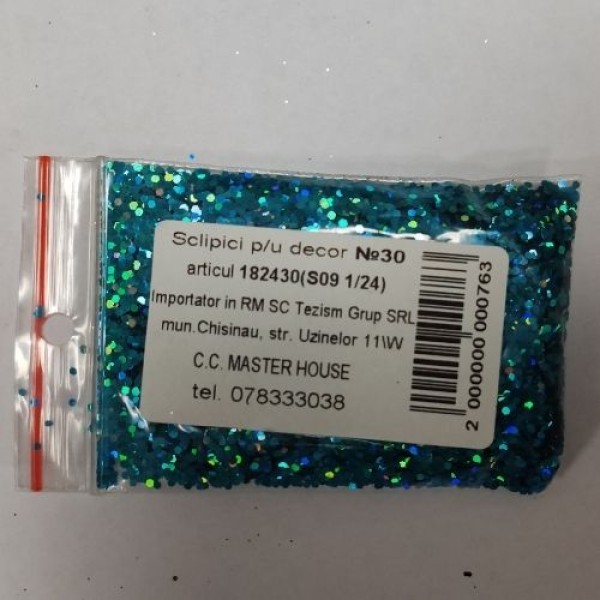 Sclipici p/u decor №30
articul 182430(S09 1/24)
Importator in RM SC Tezism Grup SRL
mun.Chisinau, str. Uzinelor 11\W
C.C. MASTER HOUSE
tel. 078333038
2 000000 000763